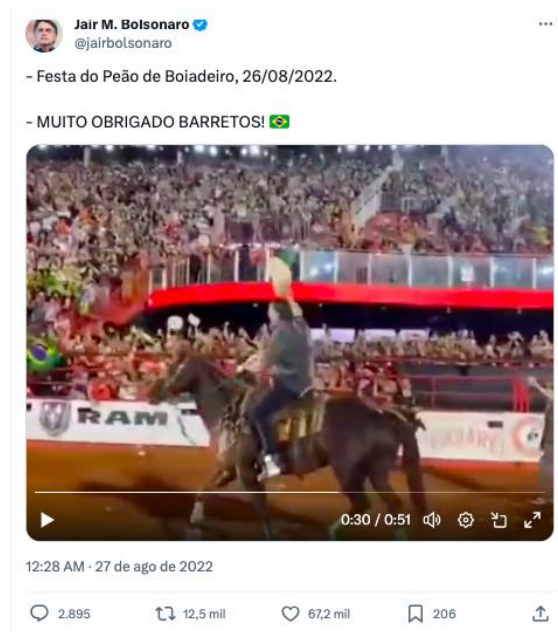 Jair M. Bolsonaro
@jairbolsonaro
- Festa do Peão de Boiadeiro, 26/08/2022.
- MUITO OBRIGADO BARRETOS! 🇧🇷
RAM
0:30 / 0:51
12:28 AM · 27 de ago de 2022
2.895
12,5 mil
67,2 mil
206